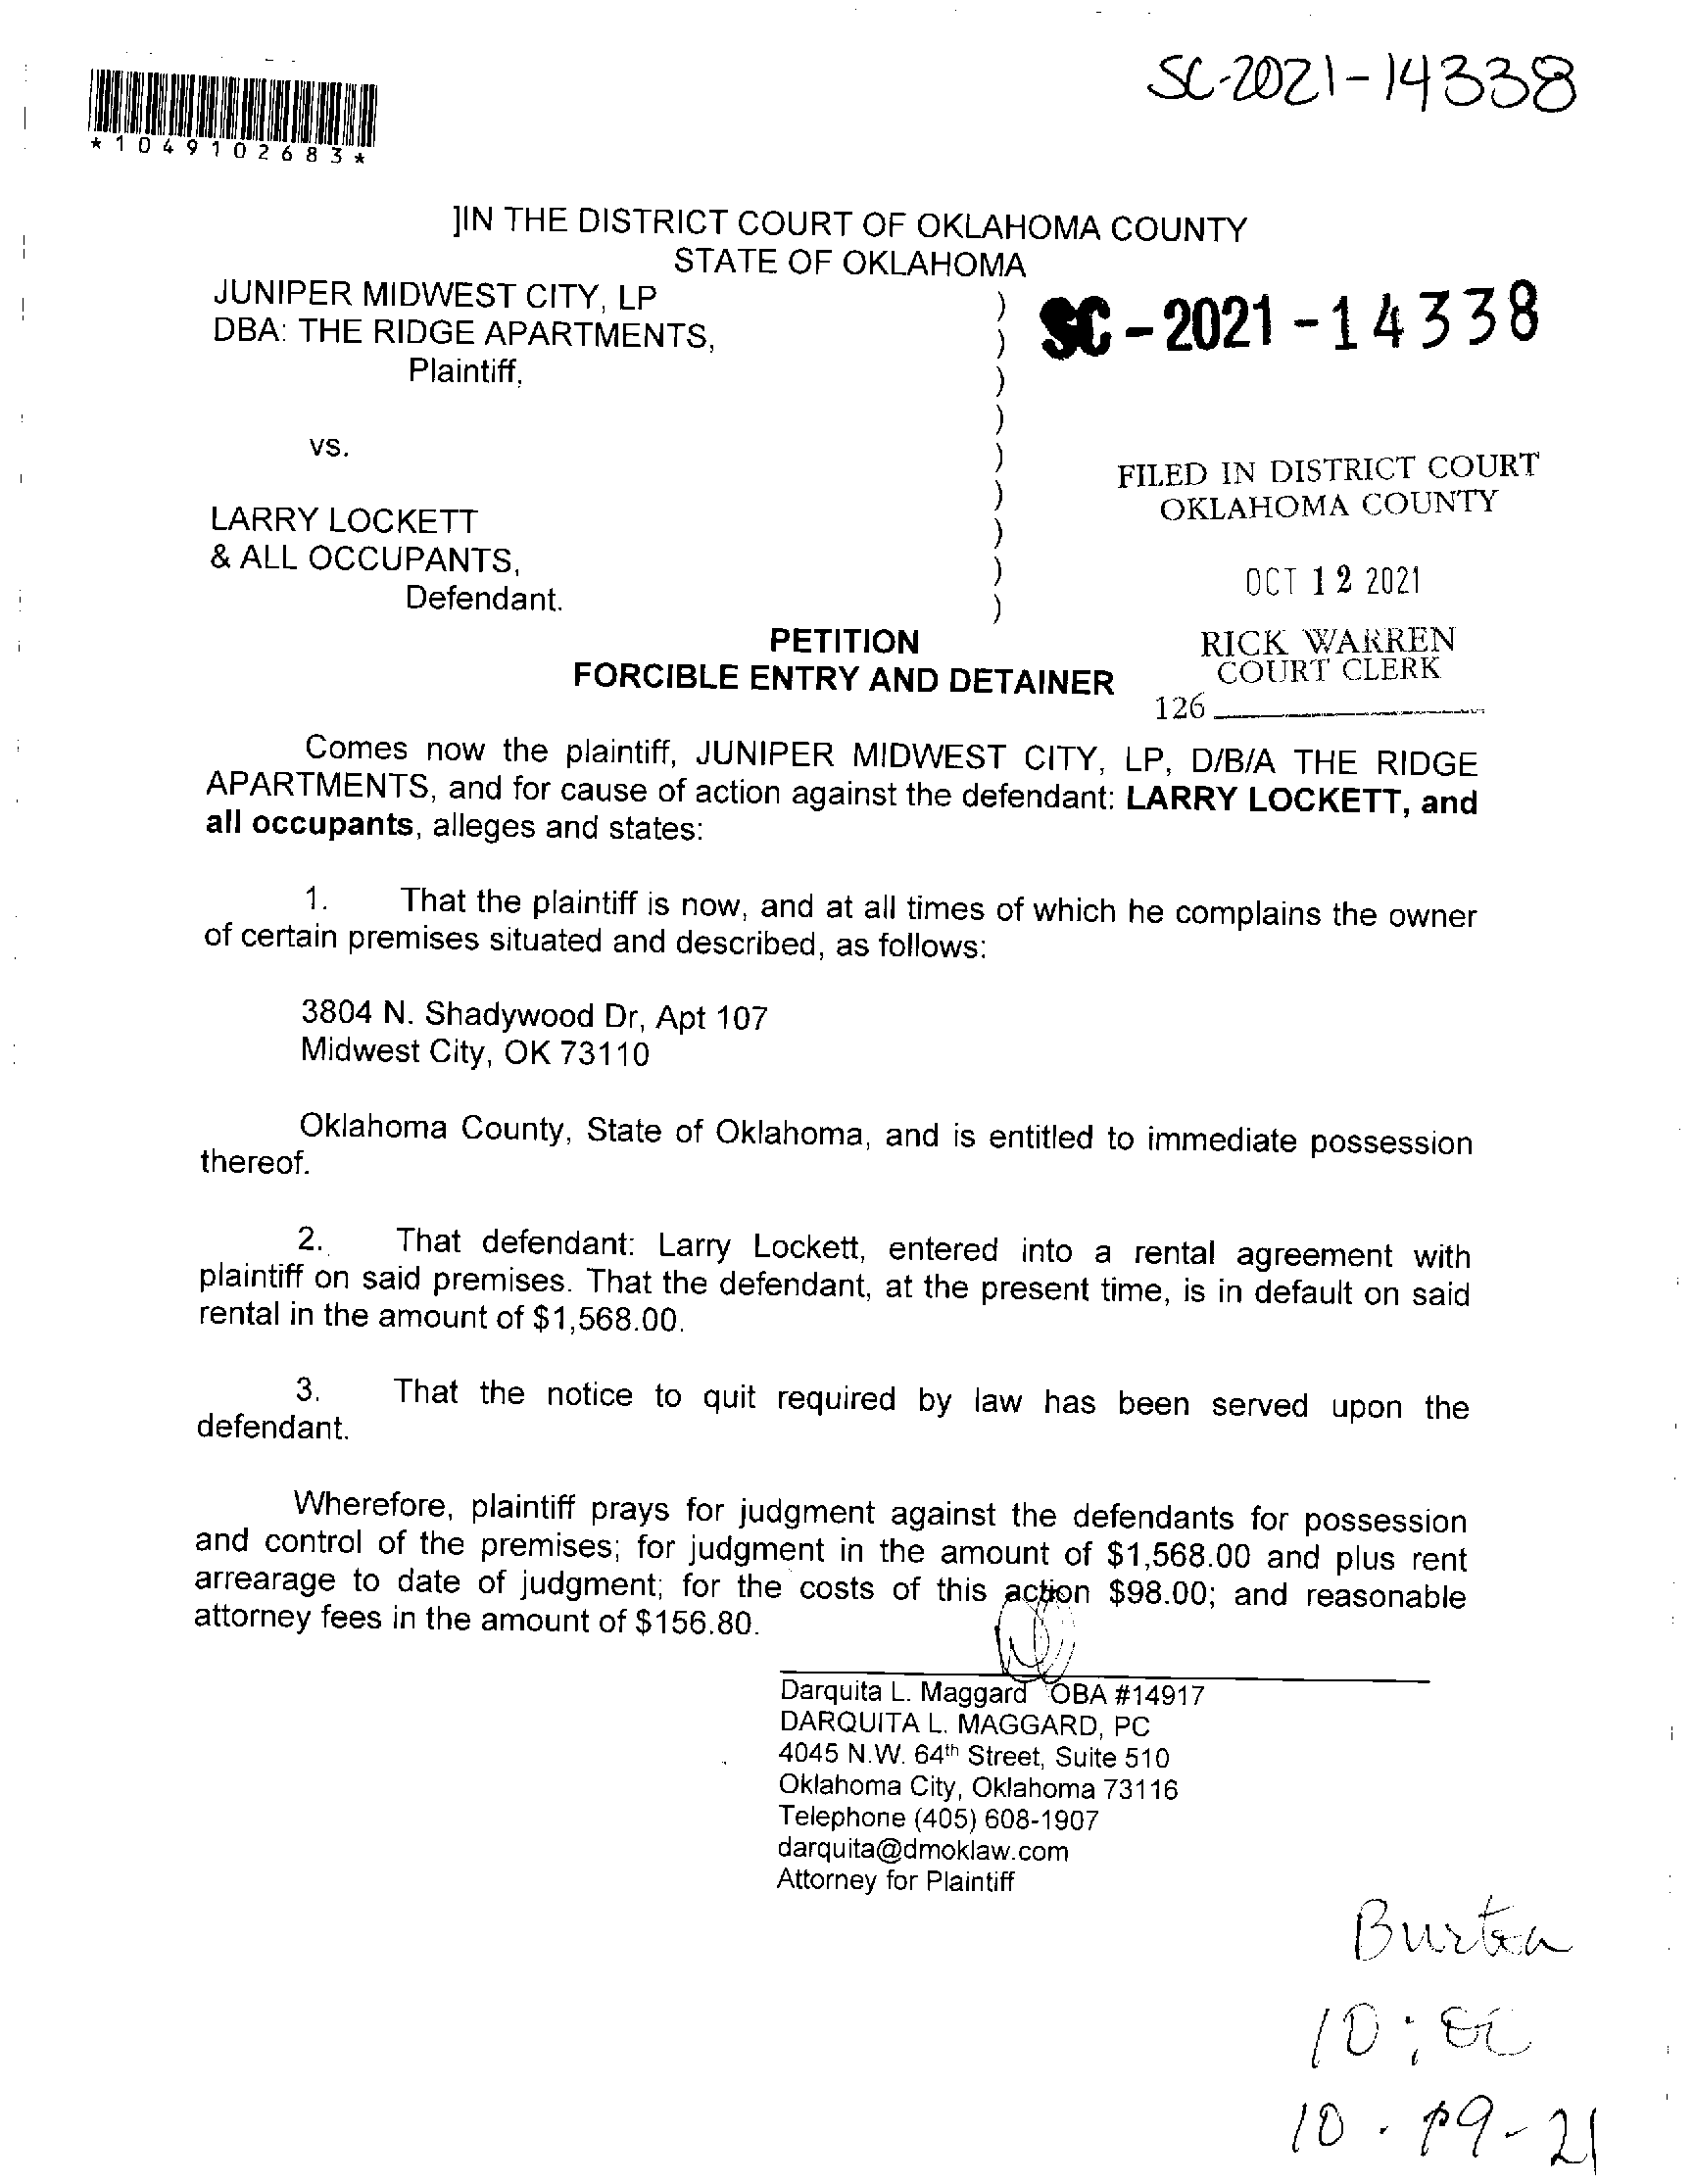 SC-2021-14338
*1049102683*
]IN THE DISTRICT COURT OF OKLAHOMA COUNTY
STATE OF OKLAHOMA
JUNIPER MIDWEST CITY, LP )
DBA: THE RIDGE APARTMENTS, ) SC-2021-14338
Plaintiff, )
)
vs. )
) FILED IN DISTRICT COURT
OKLAHOMA COUNTY
LARRY LOCKETT )
& ALL OCCUPANTS, ) OCT 12 2021
Defendant. )
PETITION
RICK WARREN
FORCIBLE ENTRY AND DETAINER
COURT CLERK
126
Comes now the plaintiff, JUNIPER MIDWEST CITY, LP, D/B/A THE RIDGE
APARTMENTS, and for cause of action against the defendant: LARRY LOCKETT, and
all occupants, alleges and states:
1. That the plaintiff is now, and at all times of which he complains the owner
of certain premises situated and described, as follows:
3804 N. Shadywood Dr, Apt 107
Midwest City, OK 73110
Oklahoma County, State of Oklahoma, and is entitled to immediate possession
thereof.
2. That defendant: Larry Lockett, entered into a rental agreement with
plaintiff on said premises. That the defendant, at the present time, is in default on said
rental in the amount of $1,568.00.
3. That the notice to quit required by law has been served upon the
defendant.
Wherefore, plaintiff prays for judgment against the defendants for possession
and control of the premises; for judgment in the amount of $1,568.00 and plus rent
arrearage to date of judgment; for the costs of this action $98.00; and reasonable
attorney fees in the amount of $156.80.
Darquita L. Maggard OBA #14917
DARQUITA L. MAGGARD, PC
4045 N.W. 64th Street, Suite 510
Oklahoma City, Oklahoma 73116
Telephone (405) 608-1907
darquita@dmoklaw.com
Attorney for Plaintiff
Burton
10:00
10-19-21